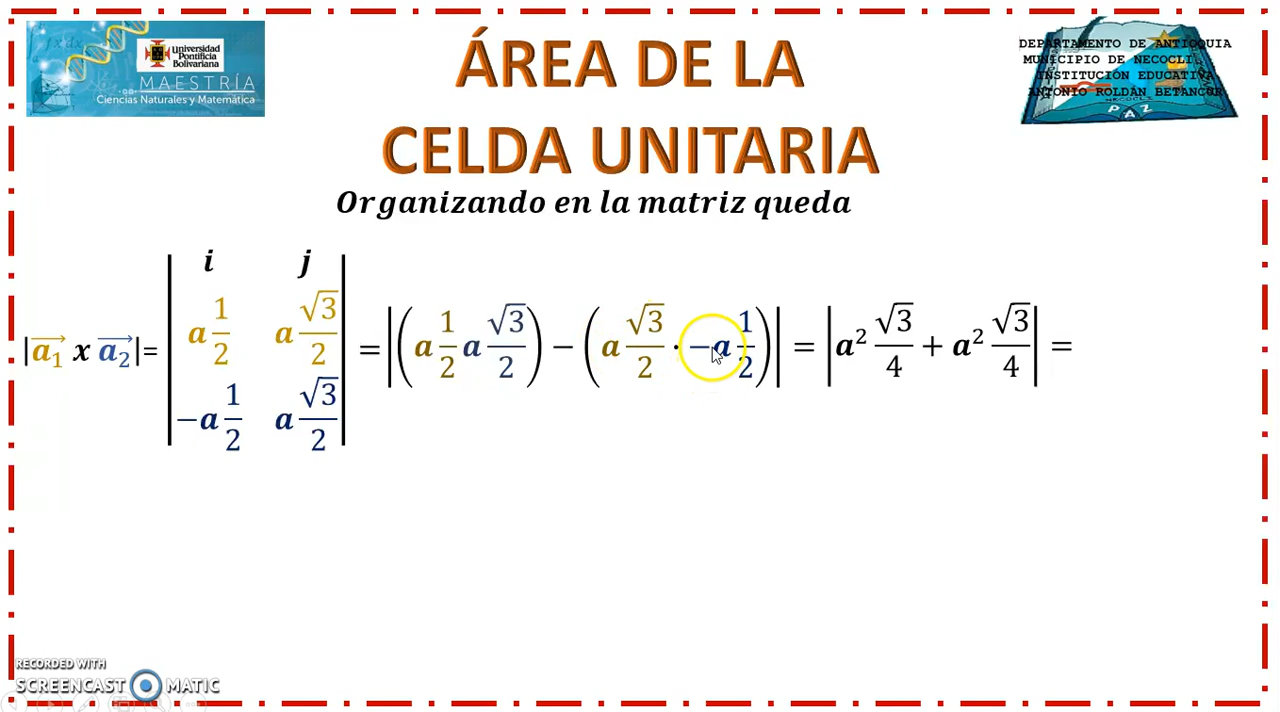 Universidad
Pontificia
Bolivariana
MAESTRÍA
Ciencias Naturales y Matemática
DEPARTAMENTO DE ANTIOQUIA
MUNICIPIO DE NECOCLI
INSTITUCIÓN EDUCATIVA
ANTONIO ROLDÁN BETANCUR
PAZ
ÁREA DE LA
CELDA UNITARIA
Organizando en la matriz queda
|a₁ x a₂|= | i j ; a 1/2 a √3/2 ; −a 1/2 a √3/2 | = |(a 1/2 a √3/2) − (a √3/2 · −a 1/2)| = |a² √3/4 + a² √3/4| =
RECORDED WITH
SCREENCAST MATIC